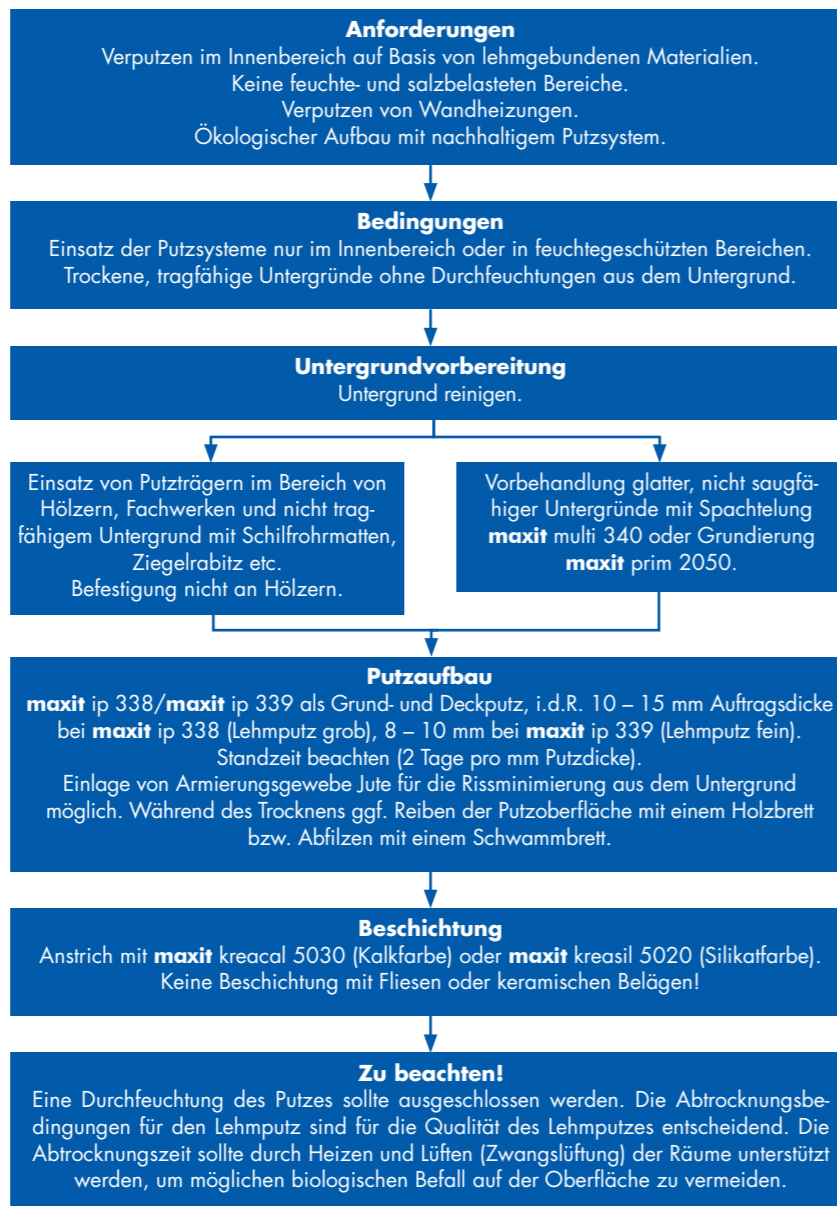 Anforderungen
Verputzen im Innenbereich auf Basis von lehmgebundenen Materialien.
Keine feuchte- und salzbelasteten Bereiche.
Verputzen von Wandheizungen.
Ökologischer Aufbau mit nachhaltigem Putzsystem.
Bedingungen
Einsatz der Putzsysteme nur im Innenbereich oder in feuchtegeschützten Bereichen.
Trockene, tragfähige Untergründe ohne Durchfeuchtungen aus dem Untergrund.
Untergrundvorbereitung
Untergrund reinigen.
Einsatz von Putzträgern im Bereich von
Hölzern, Fachwerken und nicht trag-
fähigem Untergrund mit Schilfrohrmatten,
Ziegelrabitz etc.
Befestigung nicht an Hölzern.
Vorbehandlung glatter, nicht saugfä-
higer Untergründe mit Spachtelung
maxit multi 340 oder Grundierung
maxit prim 2050.
Putzaufbau
maxit ip 338/maxit ip 339 als Grund- und Deckputz, i.d.R. 10 – 15 mm Auftragsdicke
bei maxit ip 338 (Lehmputz grob), 8 – 10 mm bei maxit ip 339 (Lehmputz fein).
Standzeit beachten (2 Tage pro mm Putzdicke).
Einlage von Armierungsgewebe Jute für die Rissminimierung aus dem Untergrund
möglich. Während des Trocknens ggf. Reiben der Putzoberfläche mit einem Holzbrett
bzw. Abfilzen mit einem Schwammbrett.
Beschichtung
Anstrich mit maxit kreacal 5030 (Kalkfarbe) oder maxit kreasil 5020 (Silikatfarbe).
Keine Beschichtung mit Fliesen oder keramischen Belägen!
Zu beachten!
Eine Durchfeuchtung des Putzes sollte ausgeschlossen werden. Die Abtrocknungsbe-
dingungen für den Lehmputz sind für die Qualität des Lehmputzes entscheidend. Die
Abtrocknungszeit sollte durch Heizen und Lüften (Zwangslüftung) der Räume unterstützt
werden, um möglichen biologischen Befall auf der Oberfläche zu vermeiden.